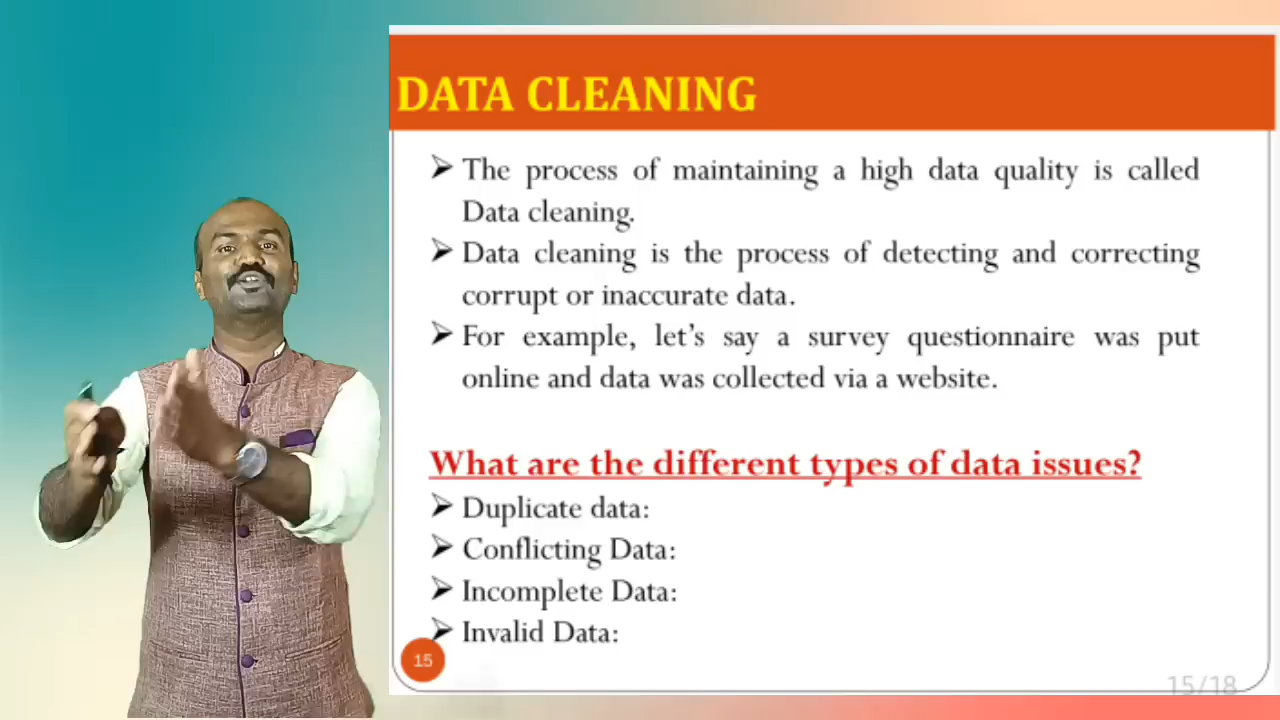 DATA CLEANING
➢ The process of maintaining a high data quality is called
Data cleaning.
➢ Data cleaning is the process of detecting and correcting
corrupt or inaccurate data.
➢ For example, let's say a survey questionnaire was put
online and data was collected via a website.
What are the different types of data issues?
➢ Duplicate data:
➢ Conflicting Data:
➢ Incomplete Data:
➢ Invalid Data:
15
15/18